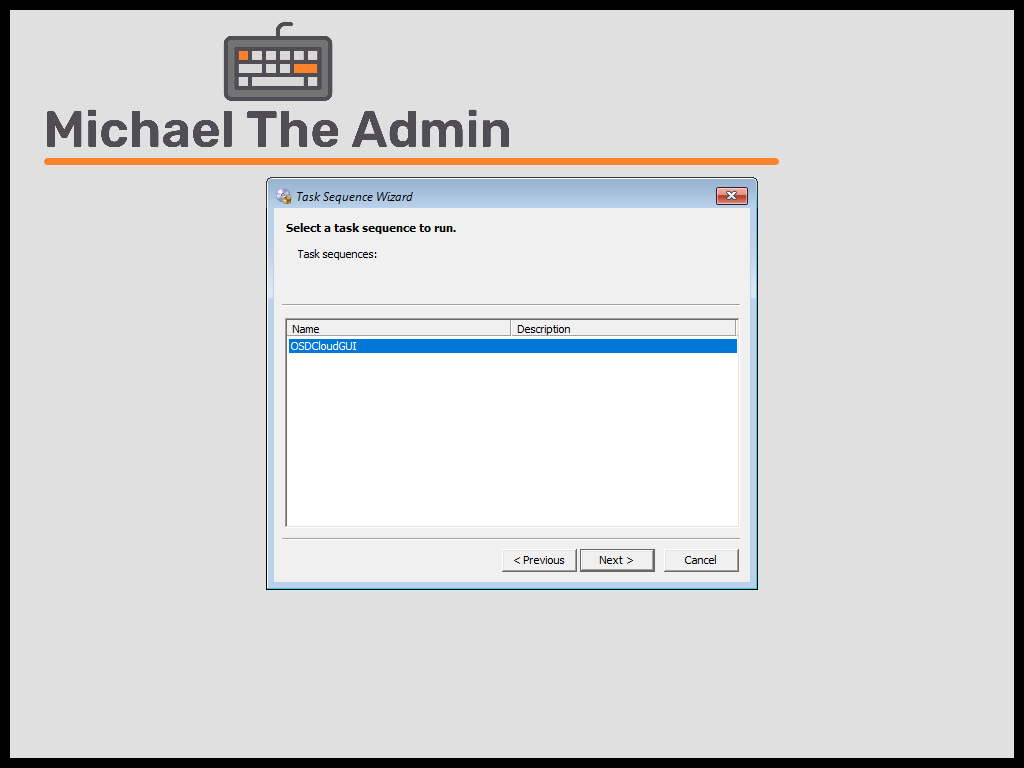 Michael The Admin
Task Sequence Wizard
Select a task sequence to run.
Task sequences:
Name Description
OSDCloudGUI
< Previous Next > Cancel